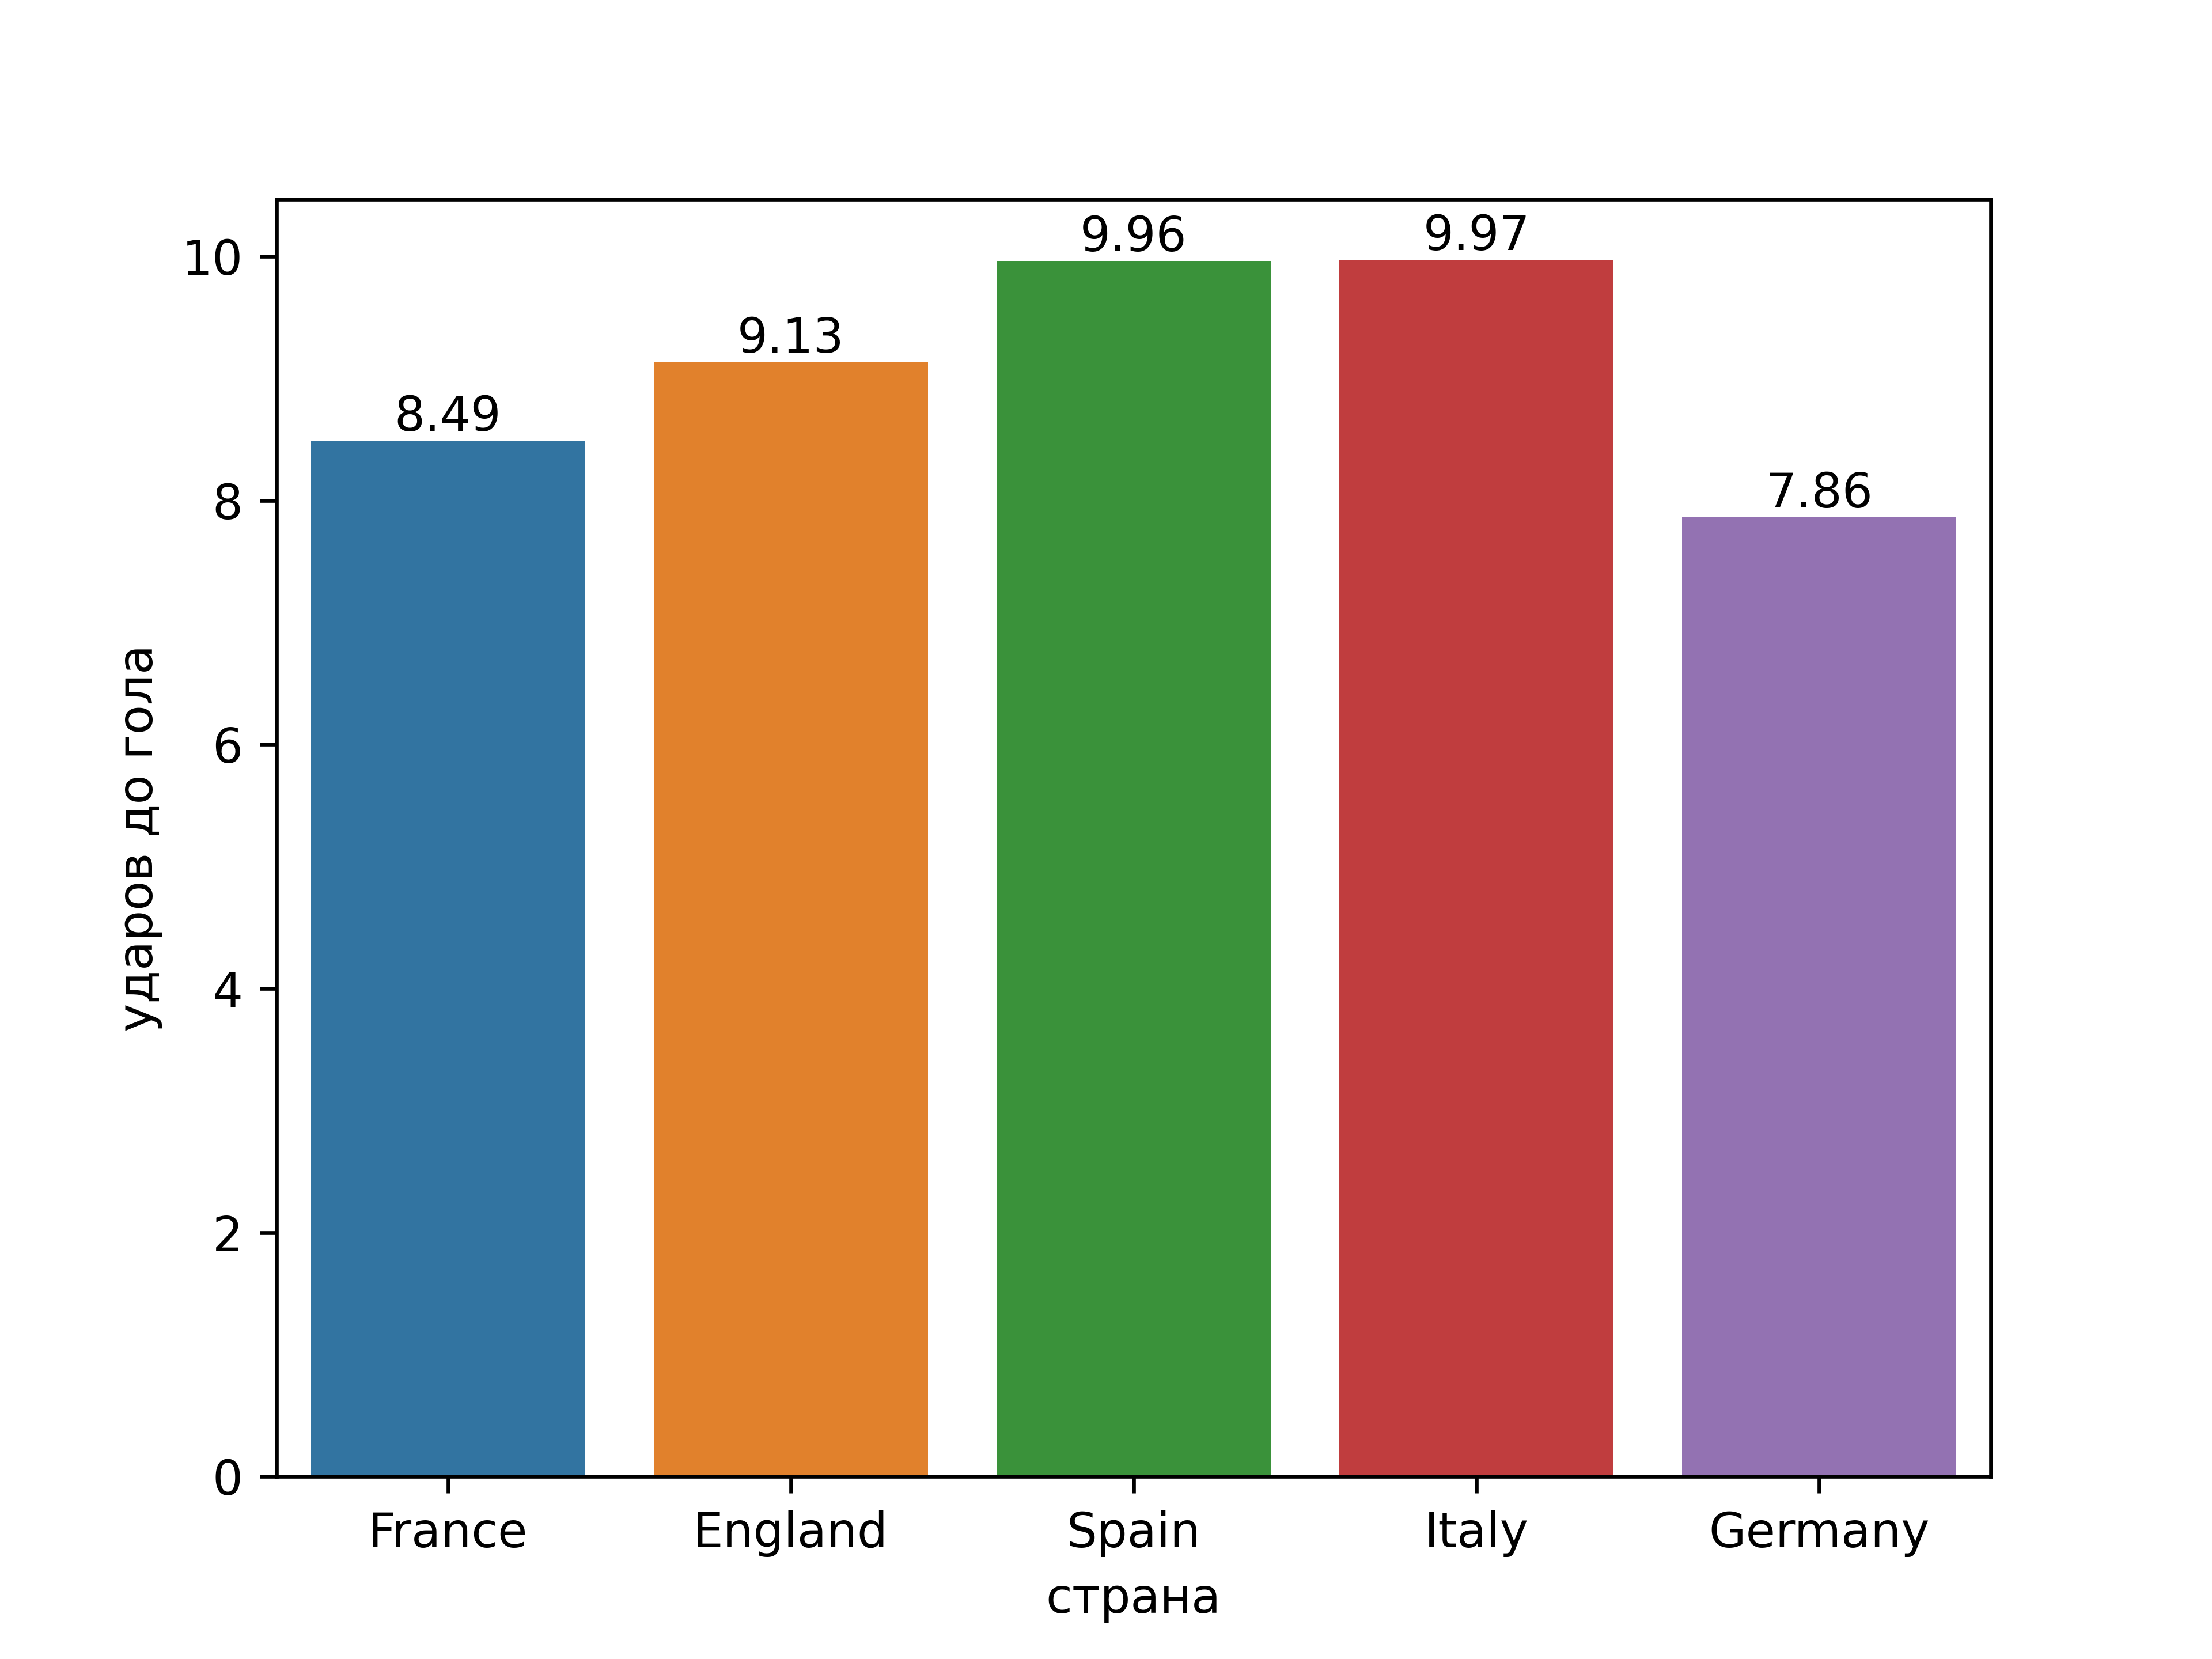 9.96
9.97
10
9.13
8.49
8
7.86
6
4
2
0
ударов до гола
France
England
Spain
Italy
Germany
страна